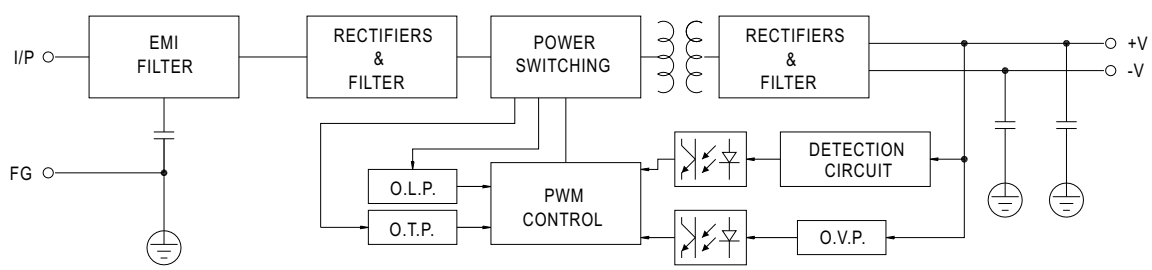 I/P
EMI
FILTER
RECTIFIERS
&
FILTER
POWER
SWITCHING
RECTIFIERS
&
FILTER
+V
-V
FG
O.L.P.
O.T.P.
PWM
CONTROL
DETECTION
CIRCUIT
O.V.P.